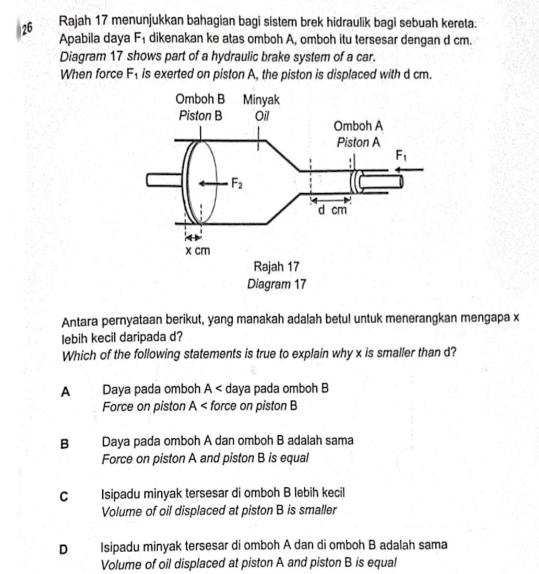 26
Rajah 17 menunjukkan bahagian bagi sistem brek hidraulik bagi sebuah kereta.
Apabila daya F₁ dikenakan ke atas omboh A, omboh itu tersesar dengan d cm.
Diagram 17 shows part of a hydraulic brake system of a car.
When force F₁ is exerted on piston A, the piston is displaced with d cm.
Omboh B Minyak
Piston B Oil
Omboh A
Piston A
F₁
F₂
d cm
x cm
Rajah 17
Diagram 17
Antara pernyataan berikut, yang manakah adalah betul untuk menerangkan mengapa x
lebih kecil daripada d?
Which of the following statements is true to explain why x is smaller than d?
A Daya pada omboh A < daya pada omboh B
Force on piston A < force on piston B
B Daya pada omboh A dan omboh B adalah sama
Force on piston A and piston B is equal
C Isipadu minyak tersesar di omboh B lebih kecil
Volume of oil displaced at piston B is smaller
D Isipadu minyak tersesar di omboh A dan di omboh B adalah sama
Volume of oil displaced at piston A and piston B is equal